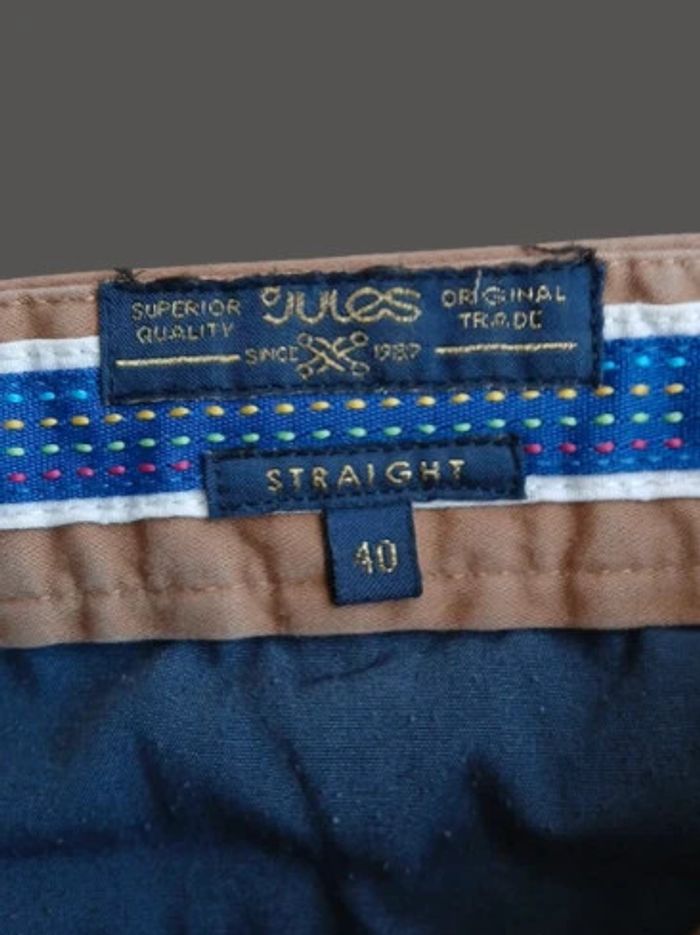 SUPERIOR QUALITY
Jules
ORIGINAL TRADE
SINCE 1987
STRAIGHT
40